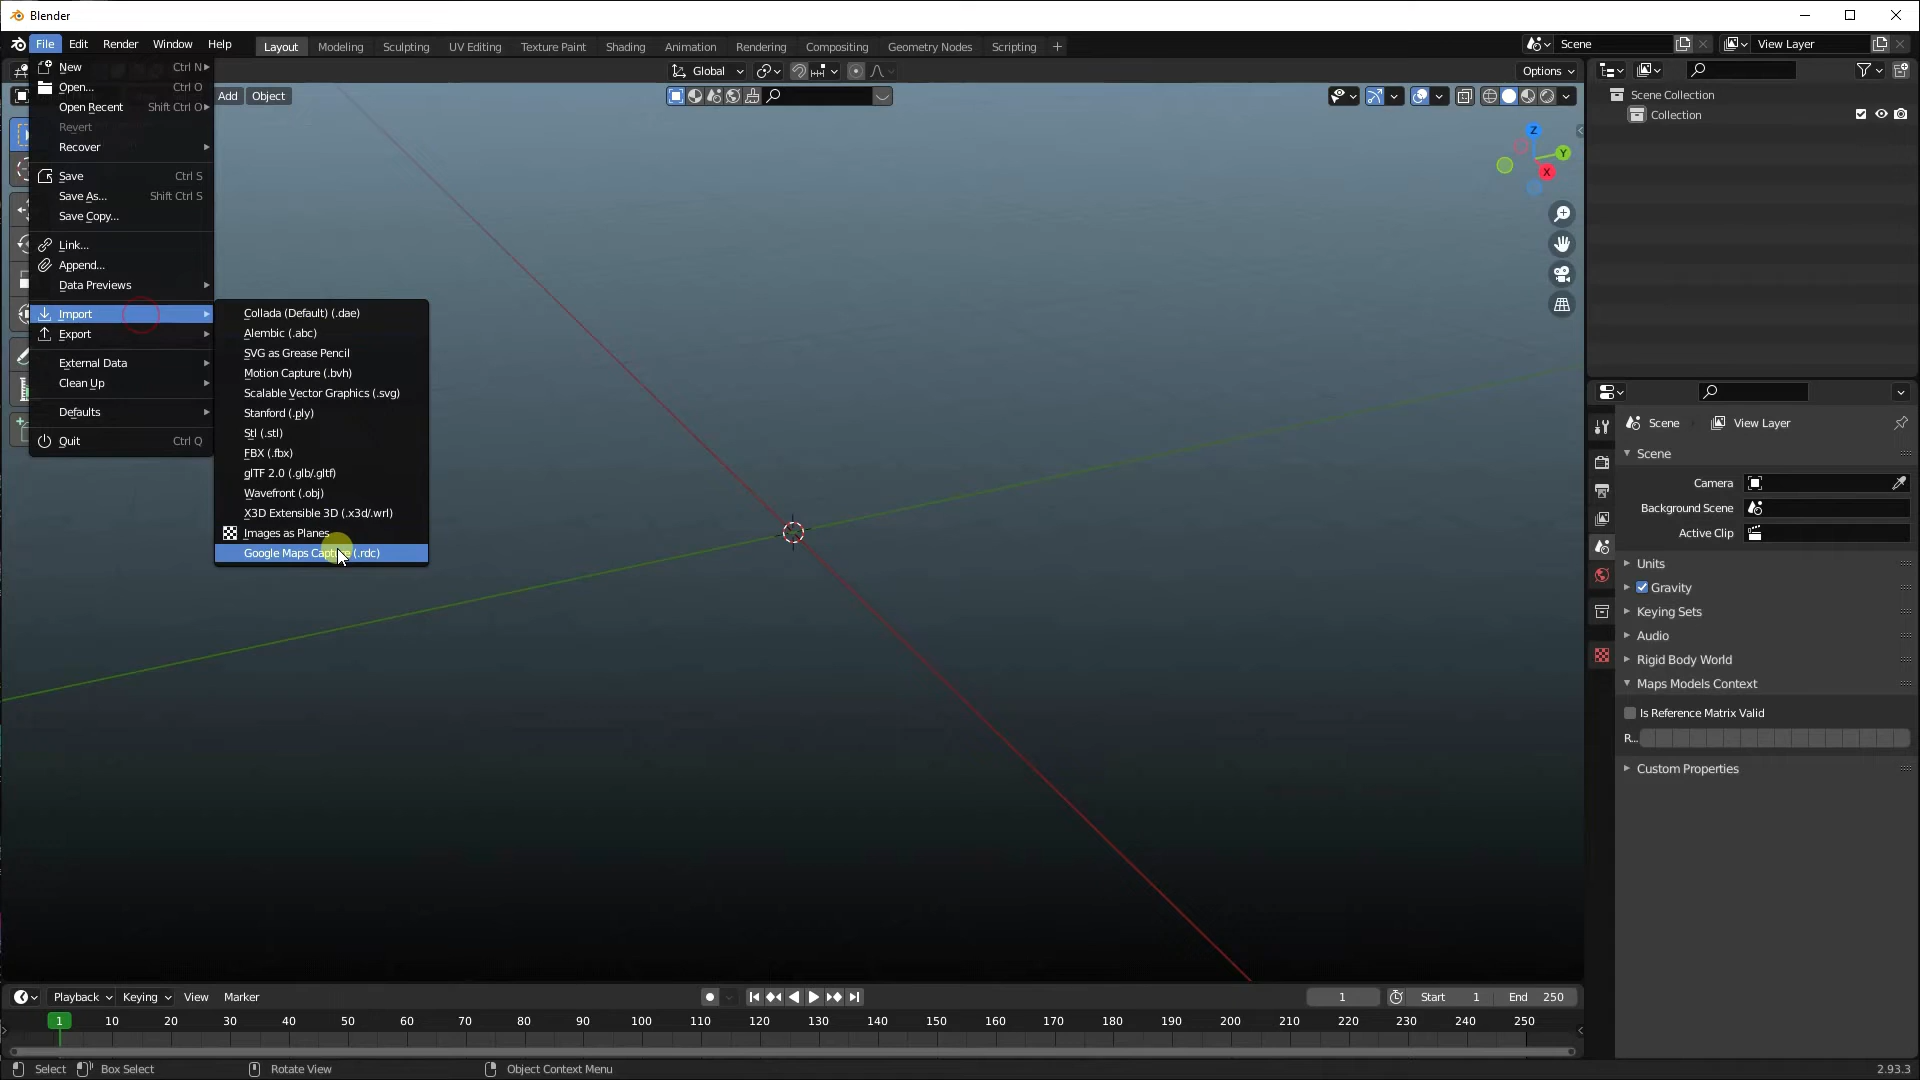 Blender
File Edit Render Window Help Layout Modeling Sculpting UV Editing Texture Paint Shading Animation Rendering Compositing Geometry Nodes Scripting + Scene View Layer
New Ctrl N
Open... Ctrl O
Open Recent Shift Ctrl O
Revert
Recover
Save Ctrl S
Save As... Shift Ctrl S
Save Copy...
Link...
Append...
Data Previews
Import
Export
External Data
Clean Up
Defaults
Quit Ctrl Q
Collada (Default) (.dae)
Alembic (.abc)
SVG as Grease Pencil
Motion Capture (.bvh)
Scalable Vector Graphics (.svg)
Stanford (.ply)
Stl (.stl)
FBX (.fbx)
glTF 2.0 (.glb/.gltf)
Wavefront (.obj)
X3D Extensible 3D (.x3d/.wrl)
Images as Planes
Google Maps Capture (.rdc)
Global Options
Add Object
Z
Y
X
Scene Collection
Collection
Scene View Layer
Scene
Camera
Background Scene
Active Clip
Units
Gravity
Keying Sets
Audio
Rigid Body World
Maps Models Context
Is Reference Matrix Valid
R...
Custom Properties
Playback Keying View Marker 1 Start 1 End 250
1 10 20 30 40 50 60 70 80 90 100 110 120 130 140 150 160 170 180 190 200 210 220 230 240 250
Select Box Select Rotate View Object Context Menu 2.93.3